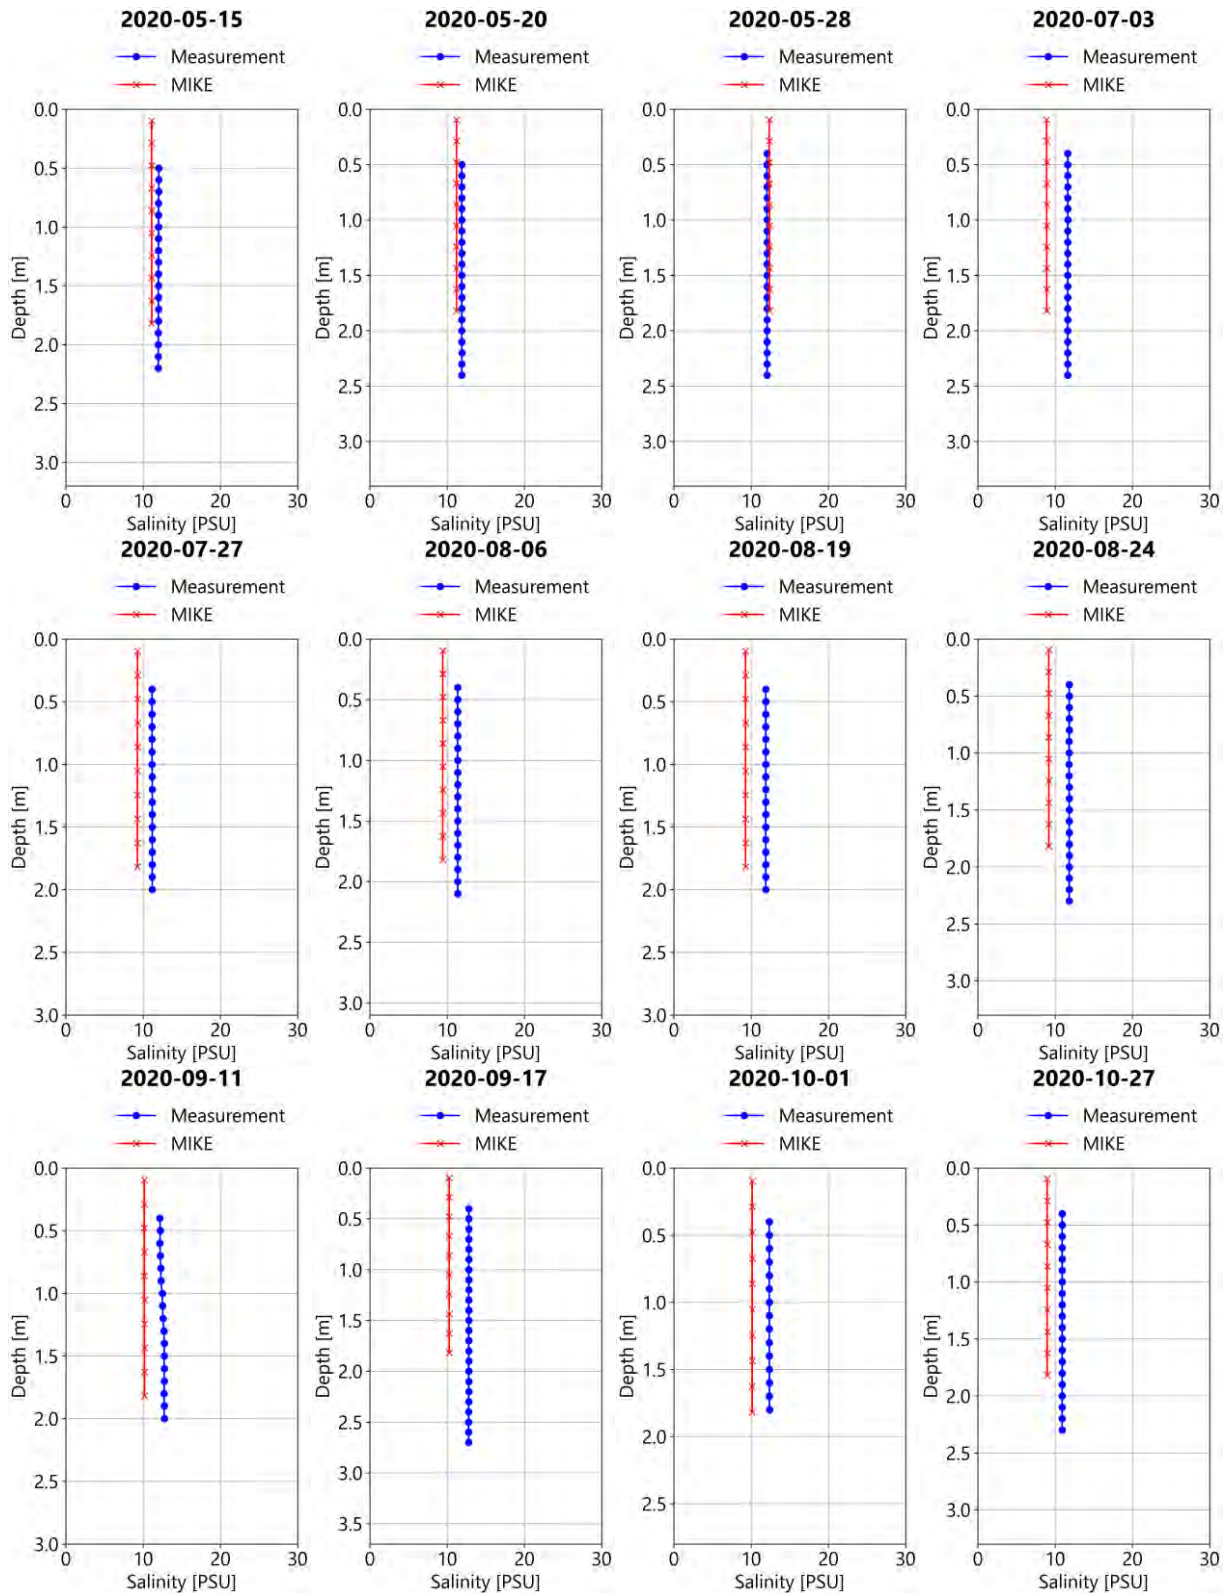 2020-05-15 2020-05-20 2020-05-28 2020-07-03
Measurement Measurement Measurement Measurement
MIKE MIKE MIKE MIKE
0.0 0.0 0.0 0.0
0.5 0.5 0.5 0.5
1.0 1.0 1.0 1.0
1.5 1.5 1.5 1.5
2.0 2.0 2.0 2.0
2.5 2.5 2.5 2.5
3.0 3.0 3.0 3.0
Depth [m] Depth [m] Depth [m] Depth [m]
0 10 20 30 0 10 20 30 0 10 20 30 0 10 20 30
Salinity [PSU] Salinity [PSU] Salinity [PSU] Salinity [PSU]
2020-07-27 2020-08-06 2020-08-19 2020-08-24
Measurement Measurement Measurement Measurement
MIKE MIKE MIKE MIKE
0.0 0.0 0.0 0.0
0.5 0.5 0.5 0.5
1.0 1.0 1.0 1.0
1.5 1.5 1.5 1.5
2.0 2.0 2.0 2.0
2.5 2.5 2.5 2.5
3.0 3.0 3.0 3.0
Depth [m] Depth [m] Depth [m] Depth [m]
0 10 20 30 0 10 20 30 0 10 20 30 0 10 20 30
Salinity [PSU] Salinity [PSU] Salinity [PSU] Salinity [PSU]
2020-09-11 2020-09-17 2020-10-01 2020-10-27
Measurement Measurement Measurement Measurement
MIKE MIKE MIKE MIKE
0.0 0.0 0.0 0.0
0.5 0.5 0.5 0.5
1.0 1.0 1.0 1.0
1.5 1.5 1.5 1.5
2.0 2.0 2.0 2.0
2.5 2.5 2.5 2.5
3.0 3.0 3.0
3.5
Depth [m] Depth [m] Depth [m] Depth [m]
0 10 20 30 0 10 20 30 0 10 20 30 0 10 20 30
Salinity [PSU] Salinity [PSU] Salinity [PSU] Salinity [PSU]